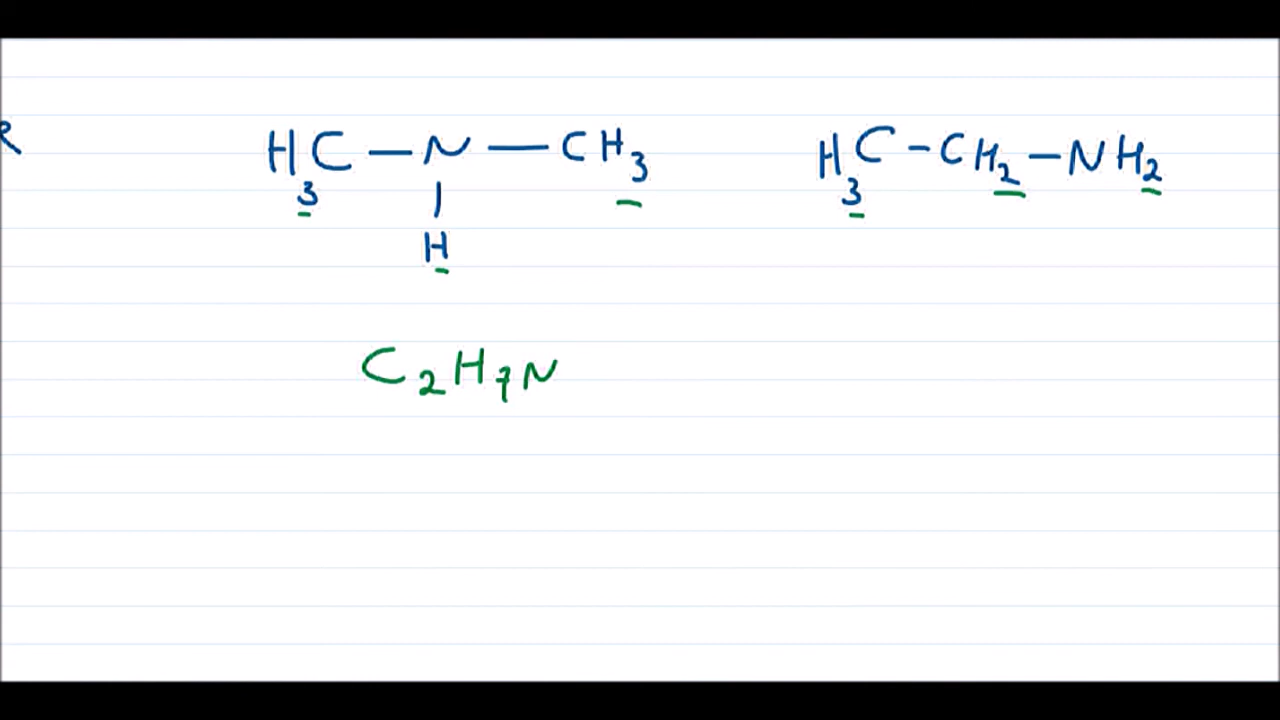 R H3C — N — CH3 H3C - CH2 — NH2
H
C2H7N